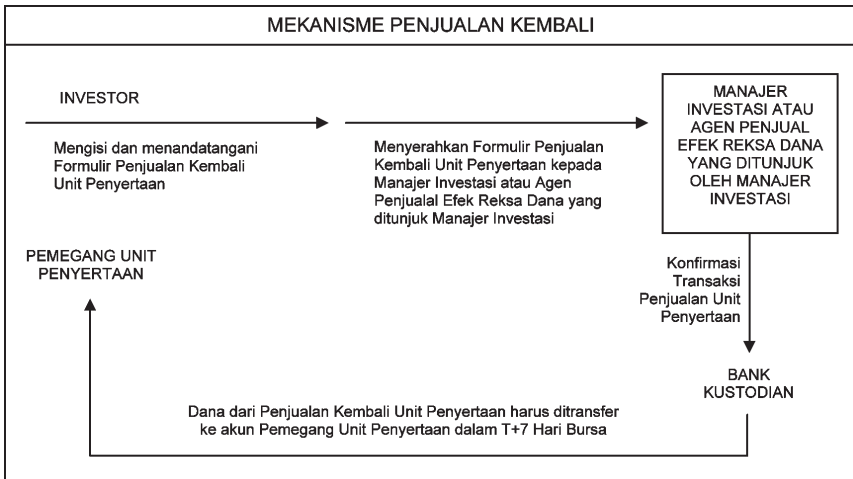 MEKANISME PENJUALAN KEMBALI
INVESTOR
Mengisi dan menandatangani
Formulir Penjualan Kembali
Unit Penyertaan
Menyerahkan Formulir Penjualan
Kembali Unit Penyertaan kepada
Manajer Investasi atau Agen
Penjualal Efek Reksa Dana yang
ditunjuk Manajer Investasi
MANAJER
INVESTASI ATAU
AGEN PENJUAL
EFEK REKSA DANA
YANG DITUNJUK
OLEH MANAJER
INVESTASI
Konfirmasi
Transaksi
Penjualan Unit
Penyertaan
BANK
KUSTODIAN
Dana dari Penjualan Kembali Unit Penyertaan harus ditransfer
ke akun Pemegang Unit Penyertaan dalam T+7 Hari Bursa
PEMEGANG UNIT
PENYERTAAN